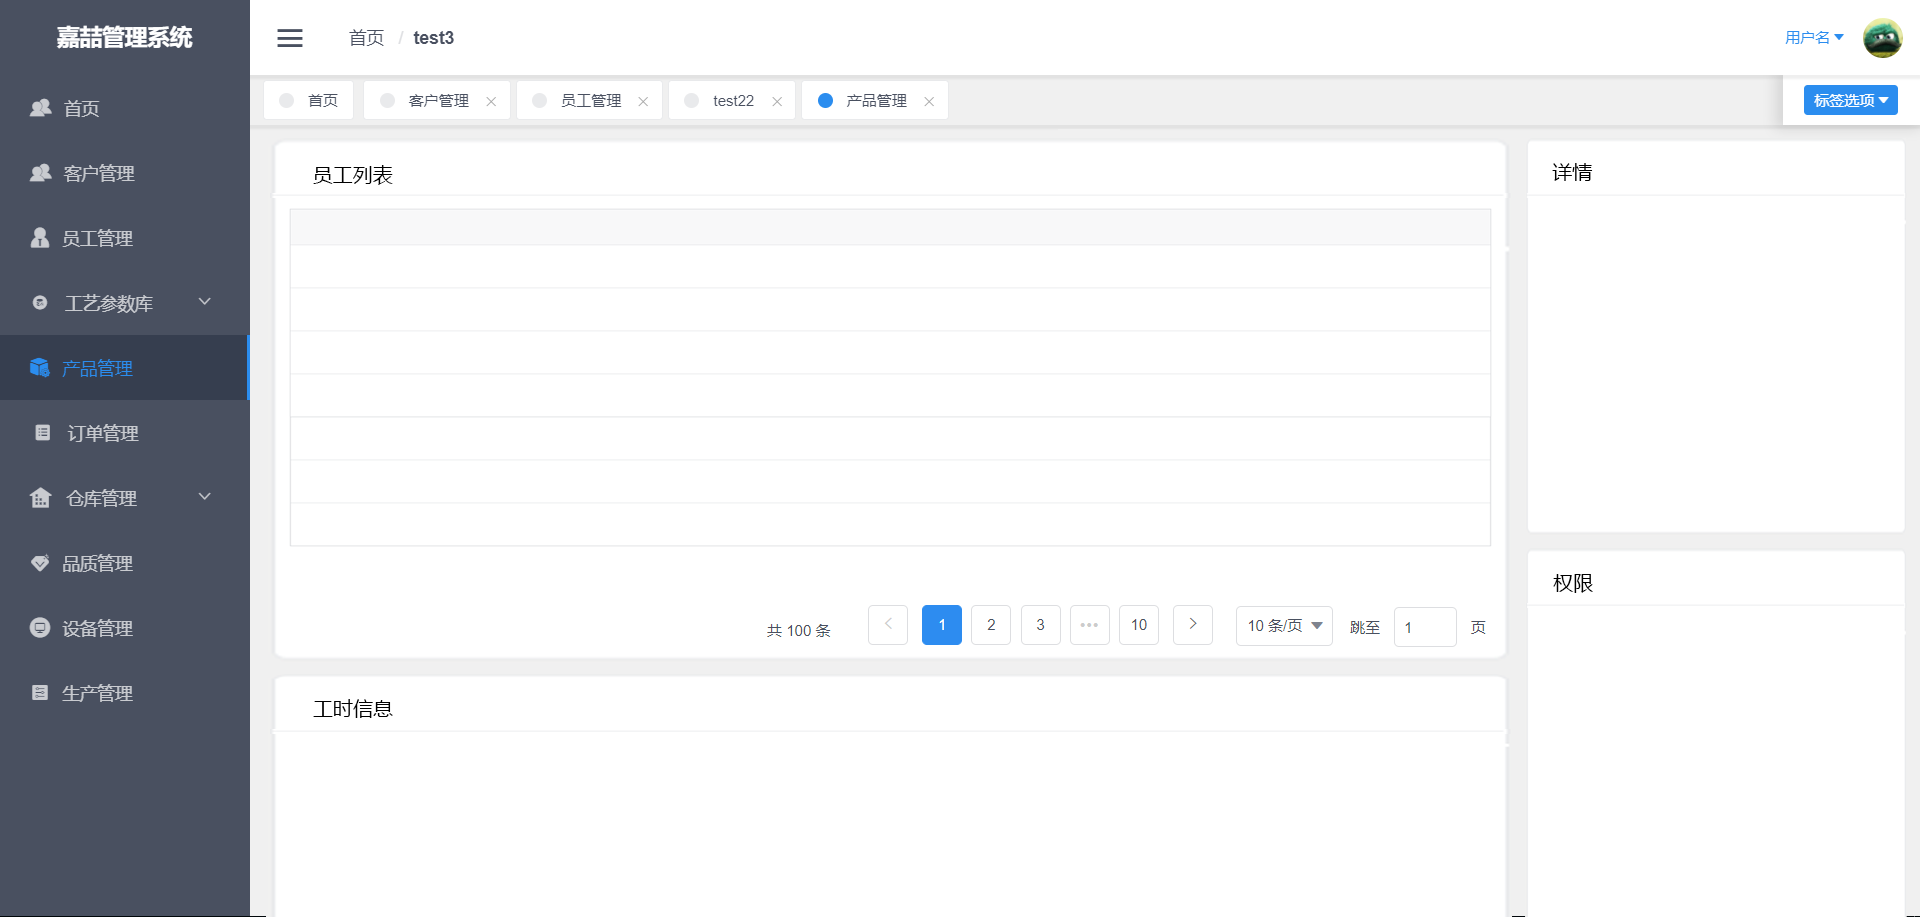 嘉喆管理系统
首页
客户管理
员工管理
工艺参数库
产品管理
订单管理
仓库管理
品质管理
设备管理
生产管理
首页 / test3
用户名
首页
客户管理
员工管理
test22
产品管理
标签选项
员工列表
共 100 条
1
2
3
•••
10
10 条/页
跳至
1
页
工时信息
详情
权限